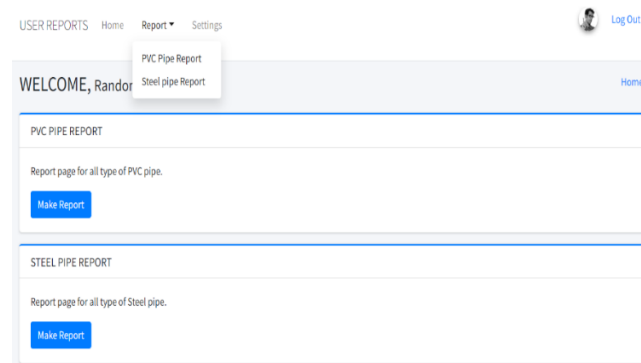 USER REPORTS Home Report Settings Log Out
PVC Pipe Report
Steel pipe Report
WELCOME, Home
PVC PIPE REPORT
Report page for all type of PVC pipe.
Make Report
STEEL PIPE REPORT
Report page for all type of Steel pipe.
Make Report